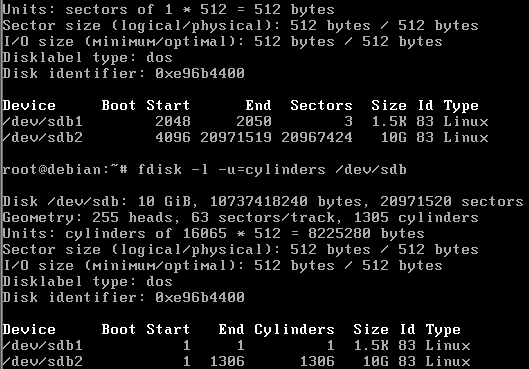 Units: sectors of 1 * 512 = 512 bytes
Sector size (logical/physical): 512 bytes / 512 bytes
I/O size (minimum/optimal): 512 bytes / 512 bytes
Disklabel type: dos
Disk identifier: 0xe96b4400
Device     Boot Start      End  Sectors  Size Id Type
/dev/sdb1        2048     2050        3  1.5K 83 Linux
/dev/sdb2        4096 20971519 20967424   10G 83 Linux
root@debian:~# fdisk -l -u=cylinders /dev/sdb
Disk /dev/sdb: 10 GiB, 10737418240 bytes, 20971520 sectors
Geometry: 255 heads, 63 sectors/track, 1305 cylinders
Units: cylinders of 16065 * 512 = 8225280 bytes
Sector size (logical/physical): 512 bytes / 512 bytes
I/O size (minimum/optimal): 512 bytes / 512 bytes
Disklabel type: dos
Disk identifier: 0xe96b4400
Device     Boot Start   End Cylinders  Size Id Type
/dev/sdb1           1     1         1  1.5K 83 Linux
/dev/sdb2           1  1306      1306   10G 83 Linux